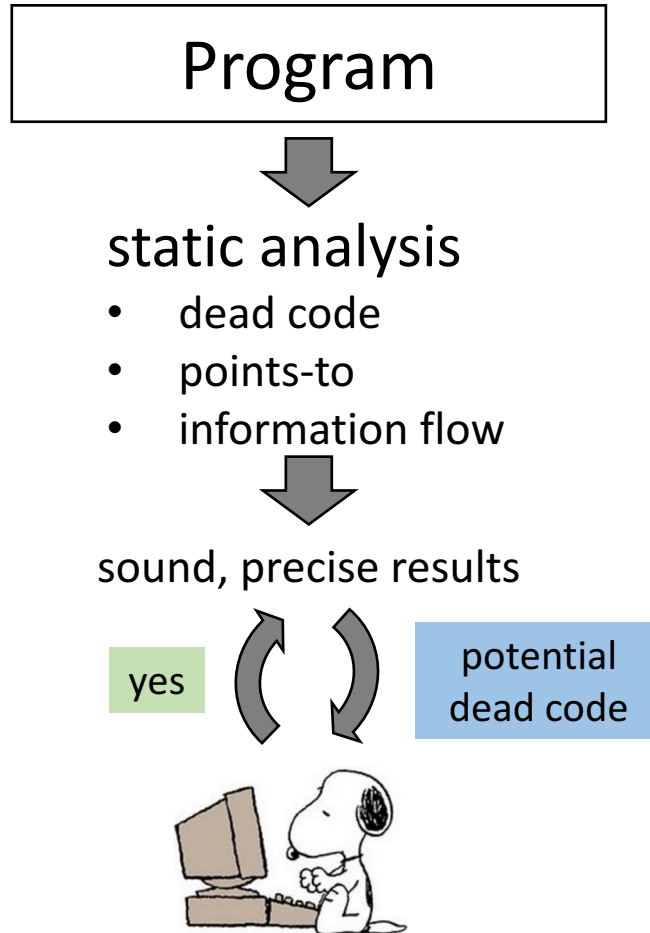 Program
static analysis
• dead code
• points-to
• information flow
sound, precise results
yes
potential
dead code